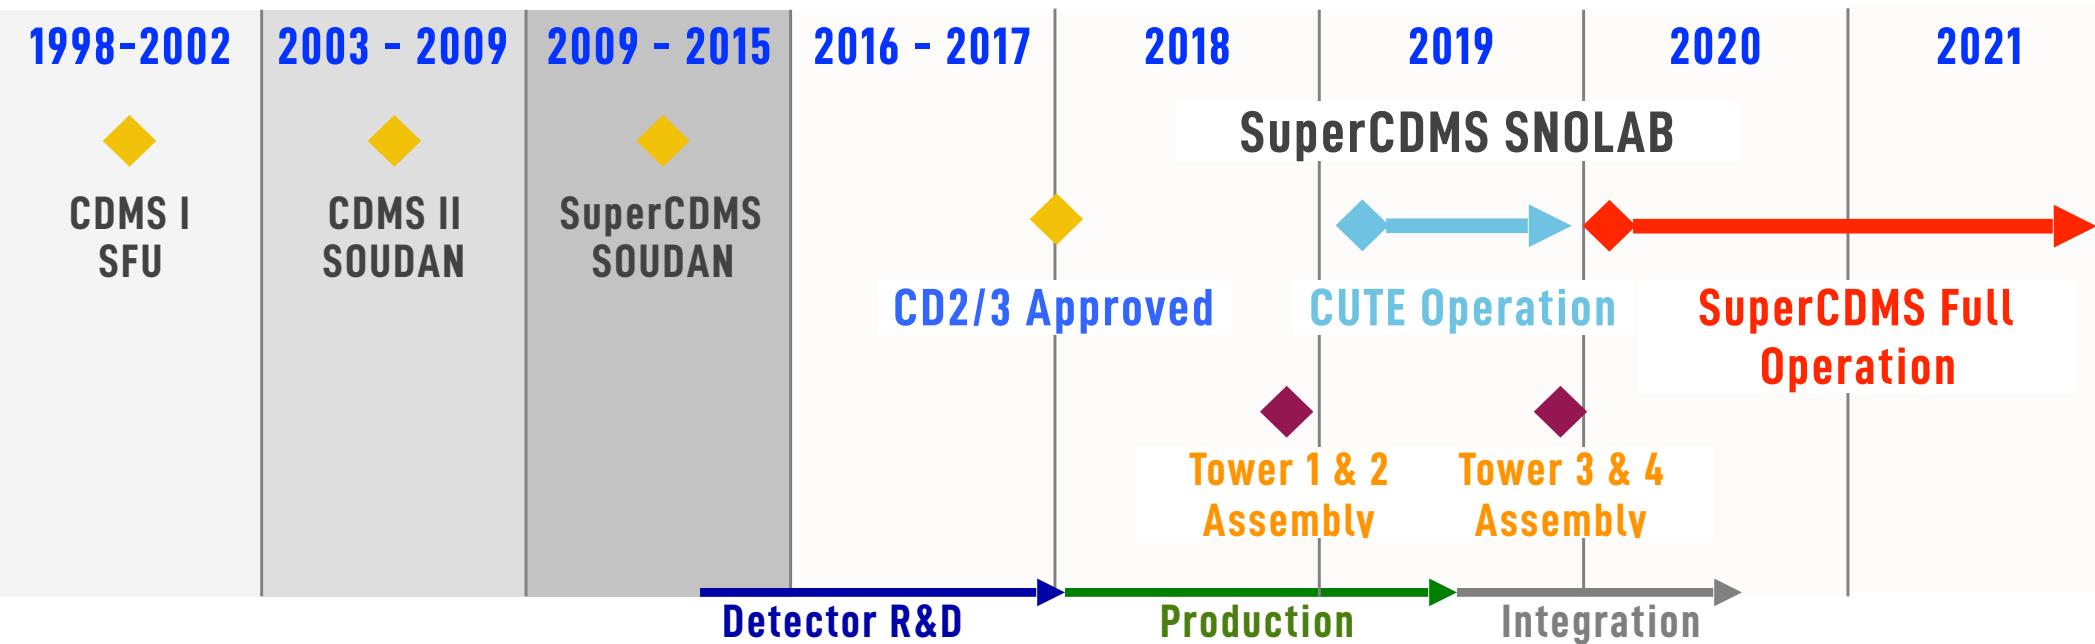 1998-2002
2003 - 2009
2009 - 2015
2016 - 2017
2018
2019
2020
2021
SuperCDMS SNOLAB
CDMS I
SFU
CDMS II
SOUDAN
SuperCDMS
SOUDAN
CD2/3 Approved
CUTE Operation
SuperCDMS Full
Operation
Tower 1 & 2
Assembly
Tower 3 & 4
Assembly
Detector R&D
Production
Integration